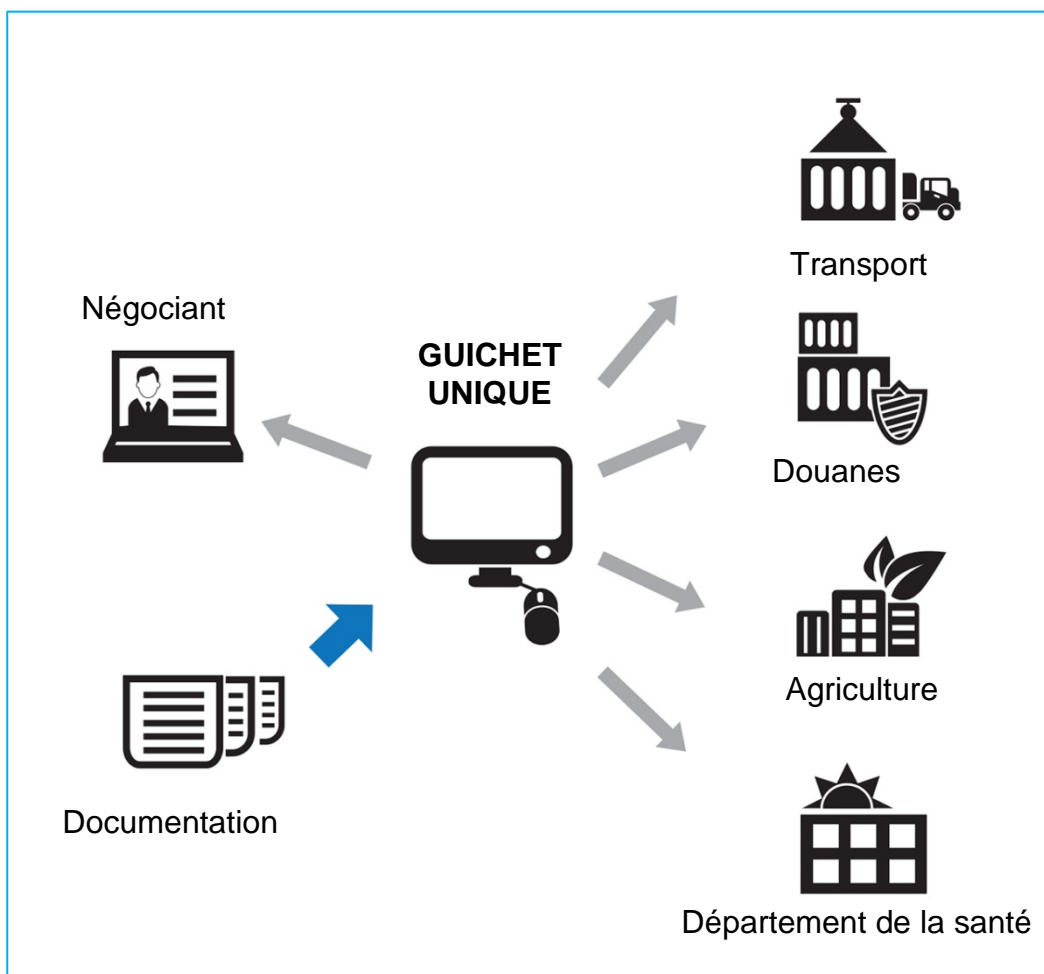 Transport
Négociant
GUICHET
UNIQUE
Douanes
Agriculture
Documentation
Département de la santé